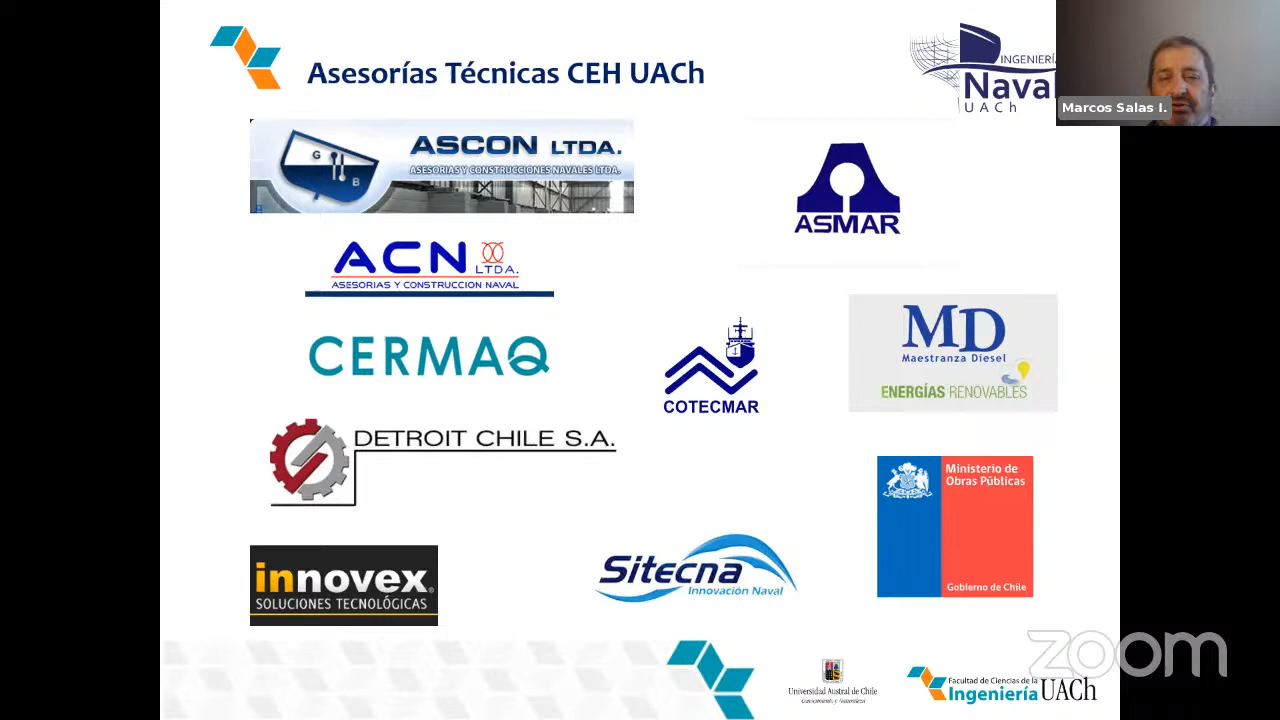 Asesorías Técnicas CEH UACh
INGENIERÍA
Naval
UACh
Marcos Salas I.
G
B
ASCON LTDA.
ASESORIAS Y CONSTRUCCIONES NAVALES LTDA.
ASMAR
ACN LTDA.
ASESORIAS Y CONSTRUCCION NAVAL
CERMAQ
COTECMAR
MD
Maestranza Diesel
ENERGÍAS RENOVABLES
DETROIT CHILE S.A.
Ministerio de
Obras Públicas
Gobierno de Chile
innovex®
SOLUCIONES TECNOLÓGICAS
Sitecna
Innovación Naval
zoom
Universidad Austral de Chile
Conocimiento y Naturaleza
Facultad de Ciencias de la
Ingeniería UACh